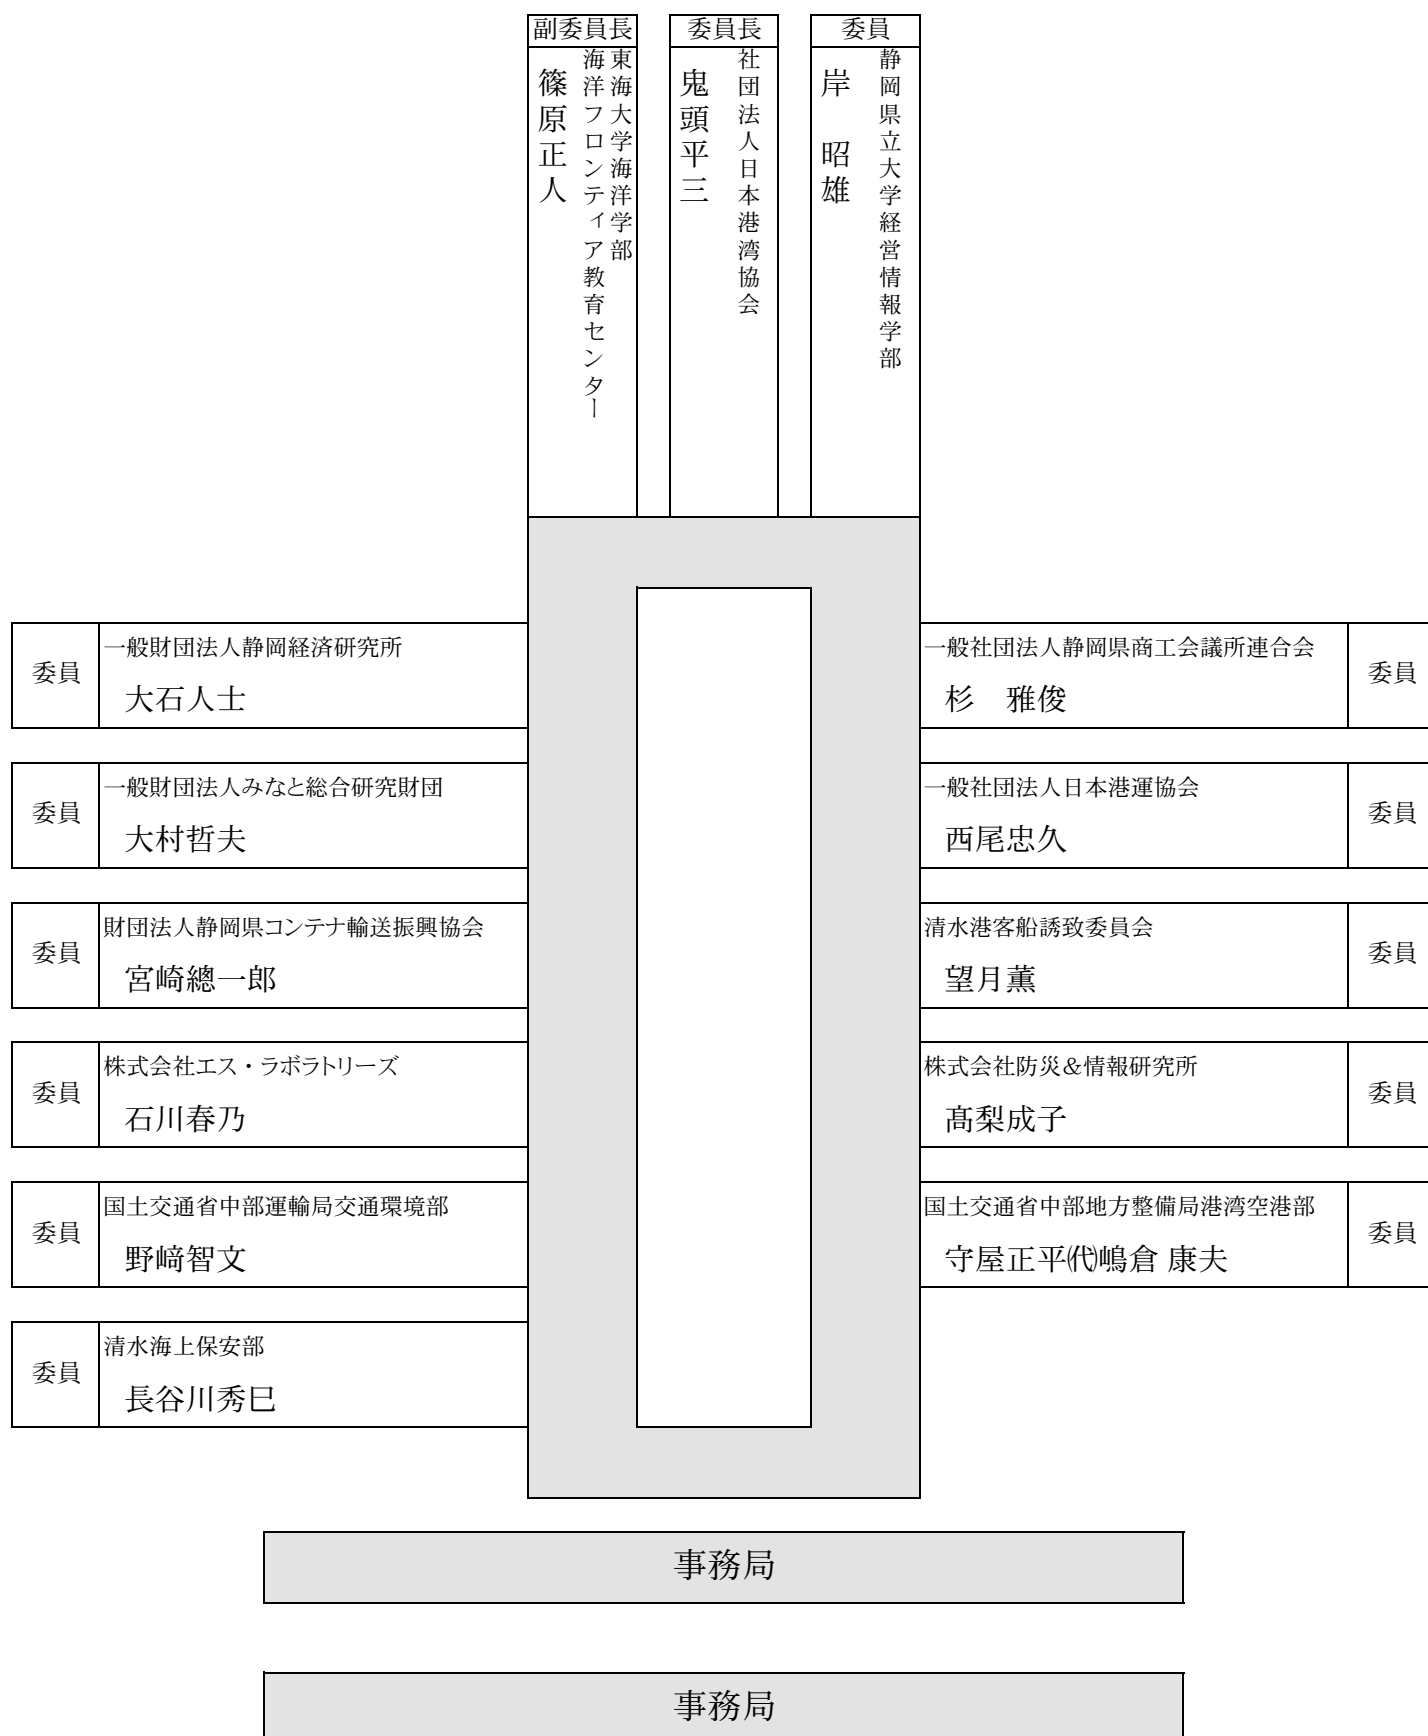 副委員長
東海大学海洋学部
海洋フロンティア教育センター
篠原正人
委員長
社団法人日本港湾協会
鬼頭平三
委員
静岡県立大学経営情報学部
岸　昭雄
委員
一般財団法人静岡経済研究所
大石人士
委員
一般財団法人みなと総合研究財団
大村哲夫
委員
財団法人静岡県コンテナ輸送振興協会
宮崎總一郎
委員
株式会社エス・ラボラトリーズ
石川春乃
委員
国土交通省中部運輸局交通環境部
野﨑智文
委員
清水海上保安部
長谷川秀巳
一般社団法人静岡県商工会議所連合会
杉　雅俊
委員
一般社団法人日本港運協会
西尾忠久
委員
清水港客船誘致委員会
望月薫
委員
株式会社防災&情報研究所
髙梨成子
委員
国土交通省中部地方整備局港湾空港部
守屋正平㈹嶋倉 康夫
委員
事務局
事務局